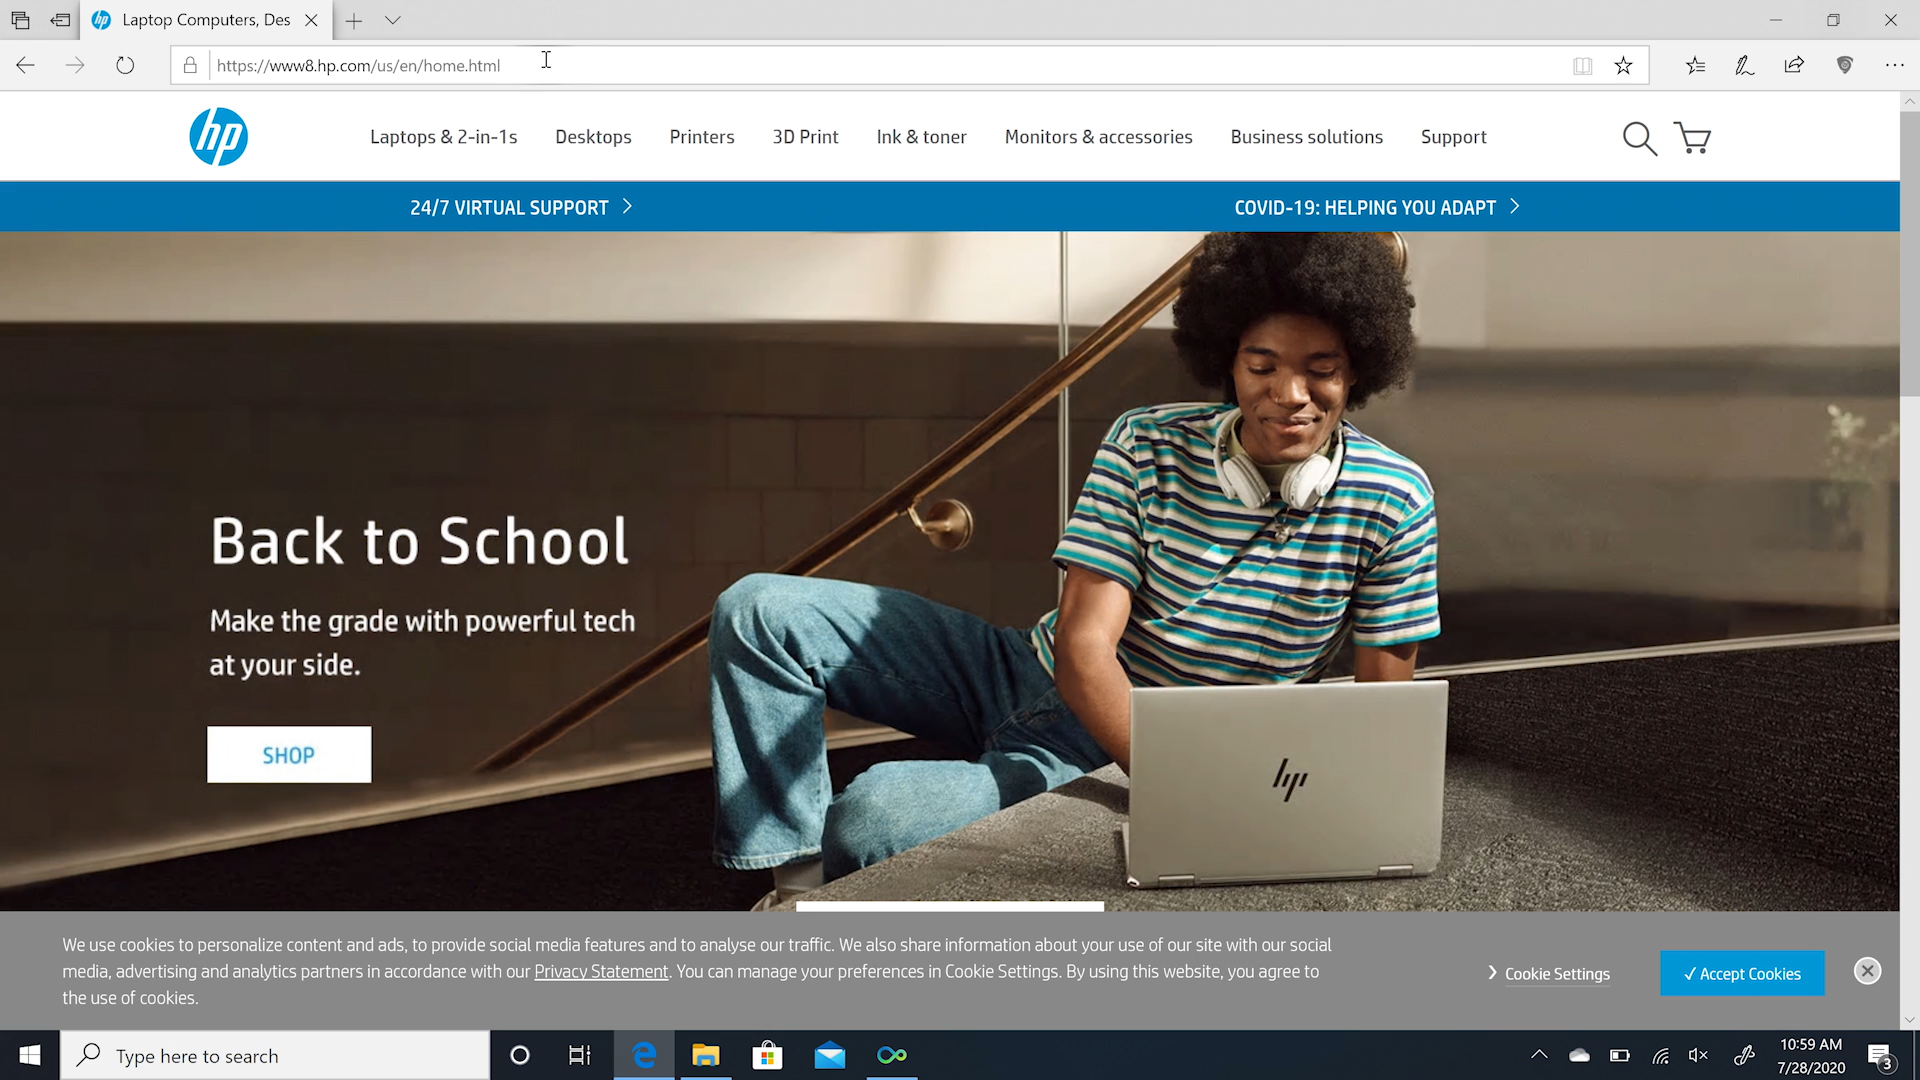 Laptop Computers, Des
https://www8.hp.com/us/en/home.html
hp
Laptops & 2-in-1s Desktops Printers 3D Print Ink & toner Monitors & accessories Business solutions Support
24/7 VIRTUAL SUPPORT COVID-19: HELPING YOU ADAPT
Back to School
Make the grade with powerful tech
at your side.
SHOP
hp
We use cookies to personalize content and ads, to provide social media features and to analyse our traffic. We also share information about your use of our site with our social
media, advertising and analytics partners in accordance with our Privacy Statement. You can manage your preferences in Cookie Settings. By using this website, you agree to
the use of cookies.
Cookie Settings
Accept Cookies
Type here to search
10:59 AM
7/28/2020
3